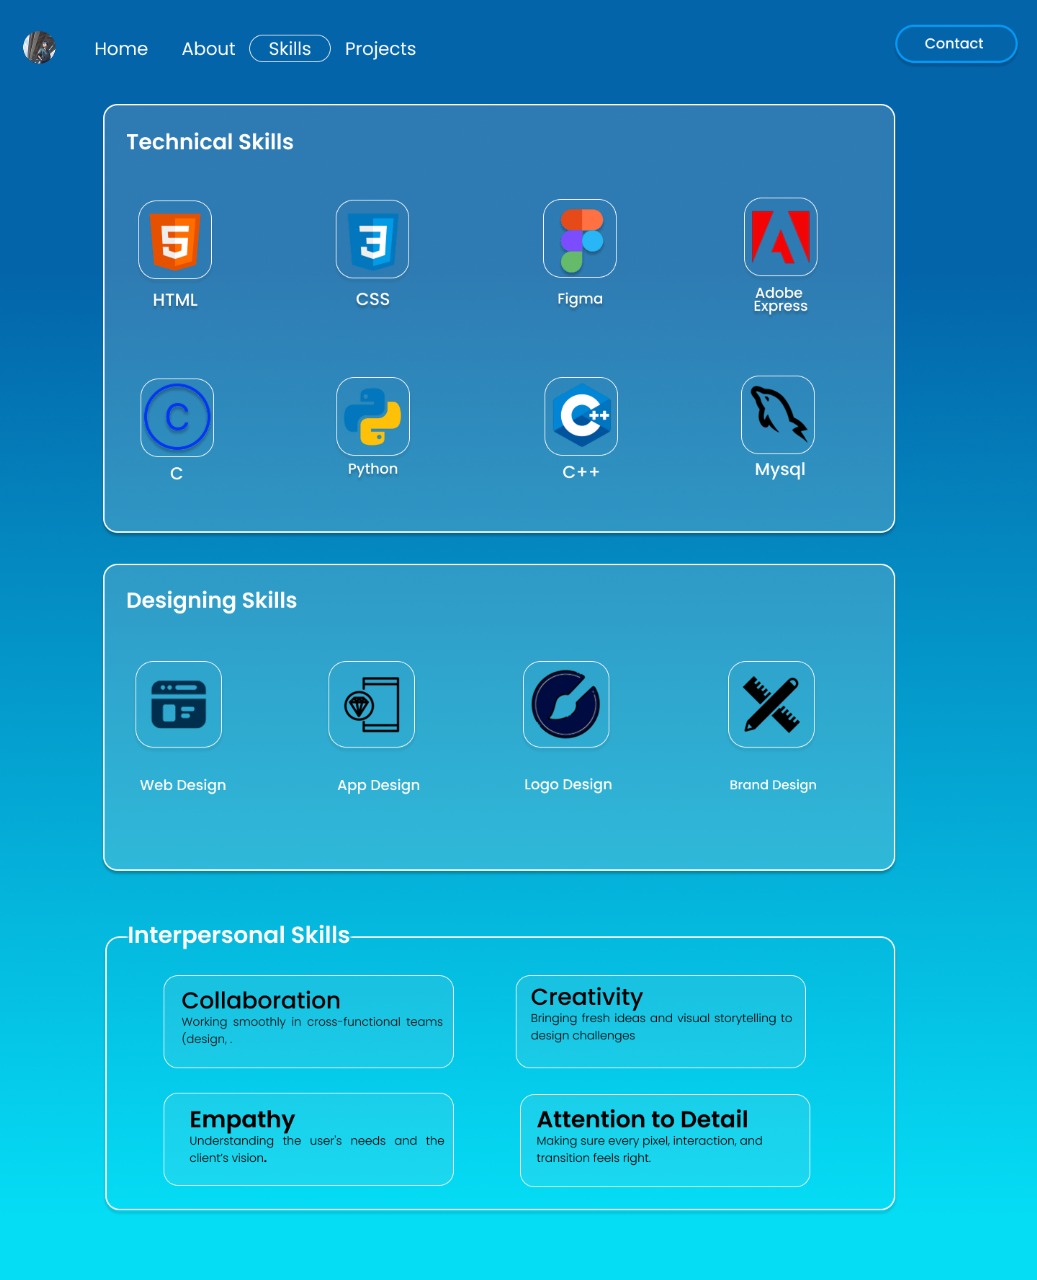 Home About Skills Projects Contact
Technical Skills
HTML CSS Figma Adobe
Express
C Python C++ Mysql
Designing Skills
Web Design App Design Logo Design Brand Design
Interpersonal Skills
Collaboration
Working smoothly in cross-functional teams
(design, .
Creativity
Bringing fresh ideas and visual storytelling to
design challenges
Empathy
Understanding the user's needs and the
client's vision.
Attention to Detail
Making sure every pixel, interaction, and
transition feels right.